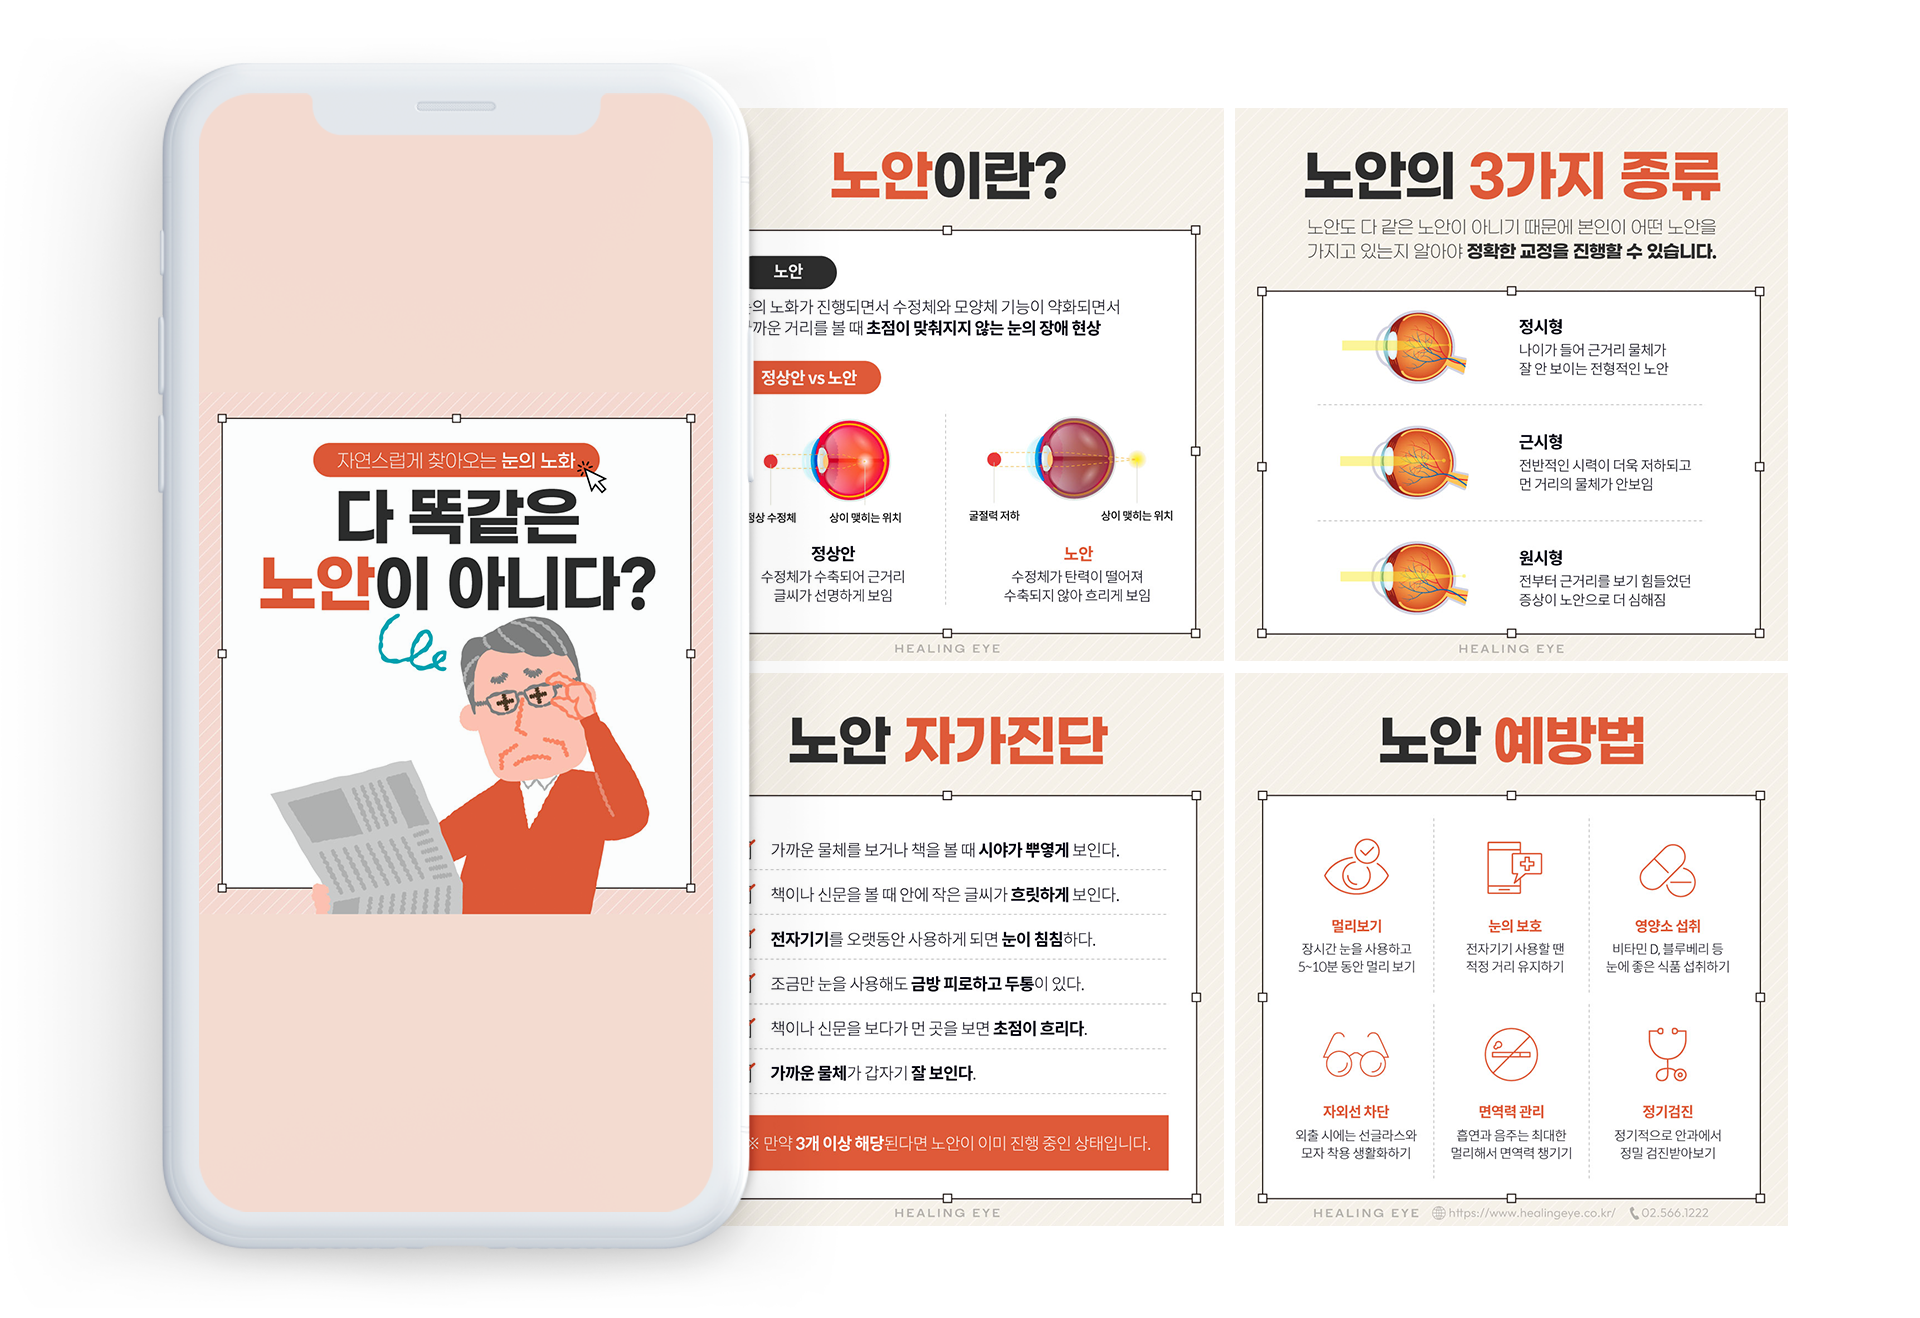 자연스럽게 찾아오는 눈의 노화
다 똑같은
노안이 아니다?
노안이란?
노안
노화가 진행되면서 수정체와 모양체 기능이 약화되면서
거리를 볼 때 초점이 맞춰지지 않는 눈의 장애 현상
정상안 vs 노안
수정체
상이 맺히는 위치
굴절력 저하
상이 맺히는 위치
정상안
수정체가 수축되어 근거리
글씨가 선명하게 보임
노안
수정체가 탄력이 떨어져
수축되지 않아 흐리게 보임
HEALING EYE
노안의 3가지 종류
노안도 다 같은 노안이 아니기 때문에 본인이 어떤 노안을
가지고 있는지 알아야 정확한 교정을 진행할 수 있습니다.
정시형
나이가 들어 근거리 물체가
잘 안 보이는 전형적인 노안
근시형
전반적인 시력이 더욱 저하되고
먼 거리의 물체가 안보임
원시형
전부터 근거리를 보기 힘들었던
증상이 노안으로 더 심해짐
HEALING EYE
노안 자가진단
가까운 물체를 보거나 책을 볼 때 시야가 뿌옇게 보인다.
책이나 신문을 볼 때 안에 작은 글씨가 흐릿하게 보인다.
전자기기를 오랫동안 사용하게 되면 눈이 침침하다.
조금만 눈을 사용해도 금방 피로하고 두통이 있다.
책이나 신문을 보다가 먼 곳을 보면 초점이 흐리다.
가까운 물체가 갑자기 잘 보인다.
※ 만약 3개 이상 해당된다면 노안이 이미 진행 중인 상태입니다.
HEALING EYE
노안 예방법
멀리보기
장시간 눈을 사용하고
5~10분 동안 멀리 보기
눈의 보호
전자기기 사용할 땐
적정 거리 유지하기
영양소 섭취
비타민 D, 블루베리 등
눈에 좋은 식품 섭취하기
자외선 차단
외출 시에는 선글라스와
모자 착용 생활화하기
면역력 관리
흡연과 음주는 최대한
멀리해서 면역력 챙기기
정기검진
정기적으로 안과에서
정밀 검진받아보기
HEALING EYE https://www.healingeye.co.kr/ 02.566.1222